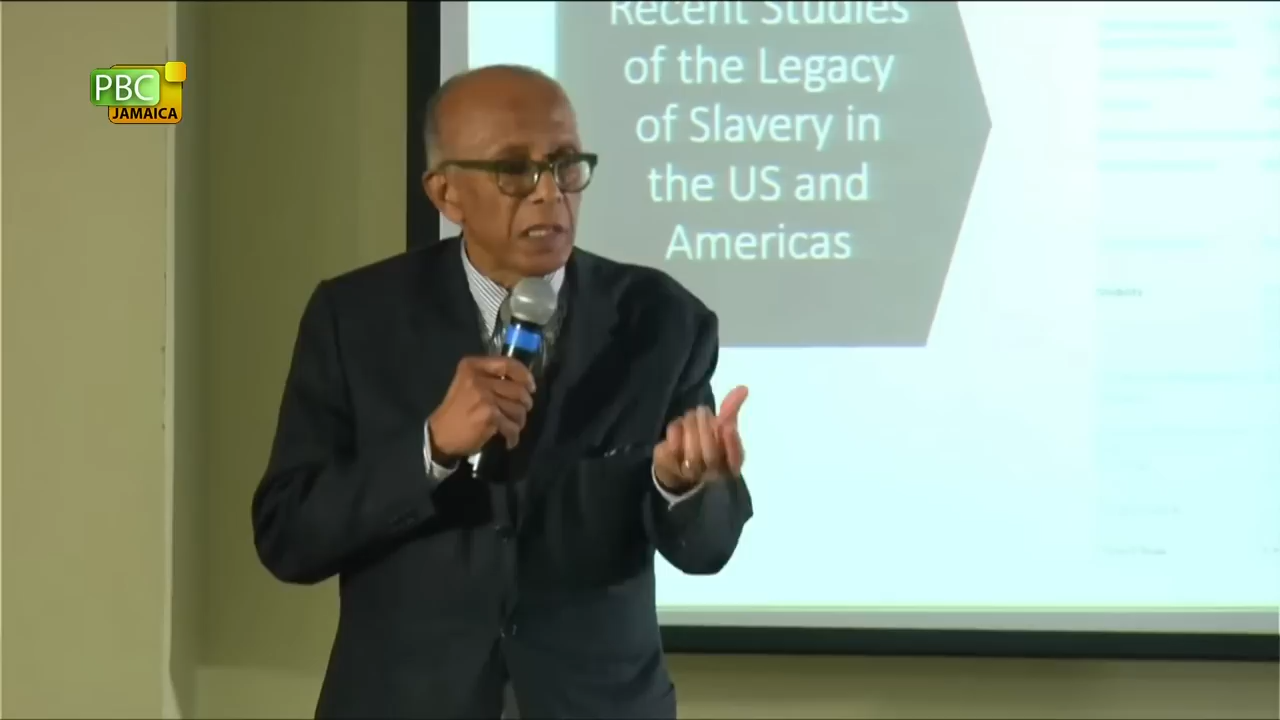 PBC
JAMAICA
Recent Studies
of the Legacy
of Slavery in
the US and
Americas